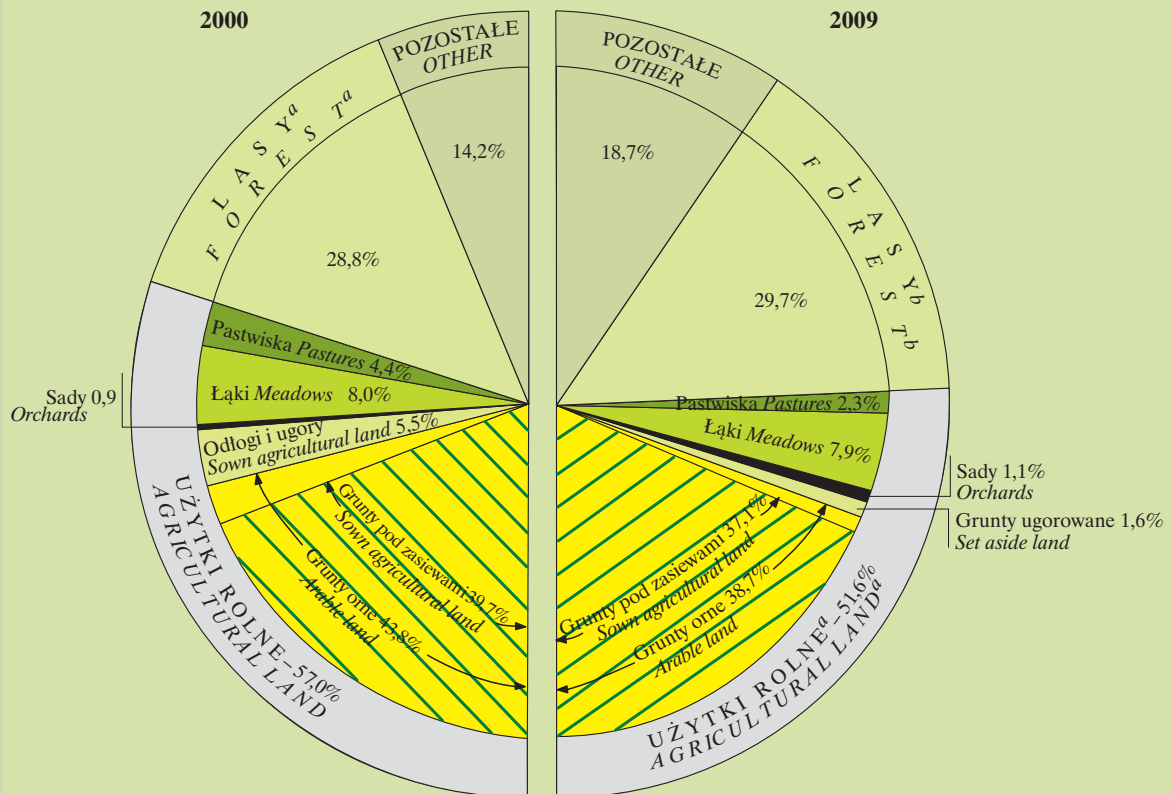 2000
POZOSTAŁE
OTHER
14,2%
LASYᵃ
FORESTᵃ
28,8%
Pastwiska Pastures 4,4%
Łąki Meadows 8,0%
Sady 0,9
Orchards
Odłogi i ugory
Sown agricultural land 5,5%
Grunty pod zasiewami 39,7%
Sown agricultural land
Grunty orne 43,8%
Arable land
UŻYTKI ROLNE–57,0%
AGRICULTURAL LAND
2009
POZOSTAŁE
OTHER
18,7%
LASYᵇ
FORESTᵇ
29,7%
Pastwiska Pastures 2,3%
Łąki Meadows 7,9%
Sady 1,1%
Orchards
Grunty ugorowane 1,6%
Set aside land
Grunty pod zasiewami 37,1%
Sown agricultural land
Grunty orne 38,7%
Arable land
UŻYTKI ROLNEᵃ–51,6%
AGRICULTURAL LANDᵃ